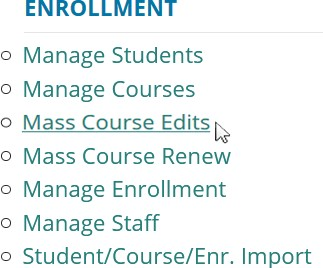 ENROLLMENT
Manage Students
Manage Courses
Mass Course Edits
Mass Course Renew
Manage Enrollment
Manage Staff
Student/Course/Enr. Import